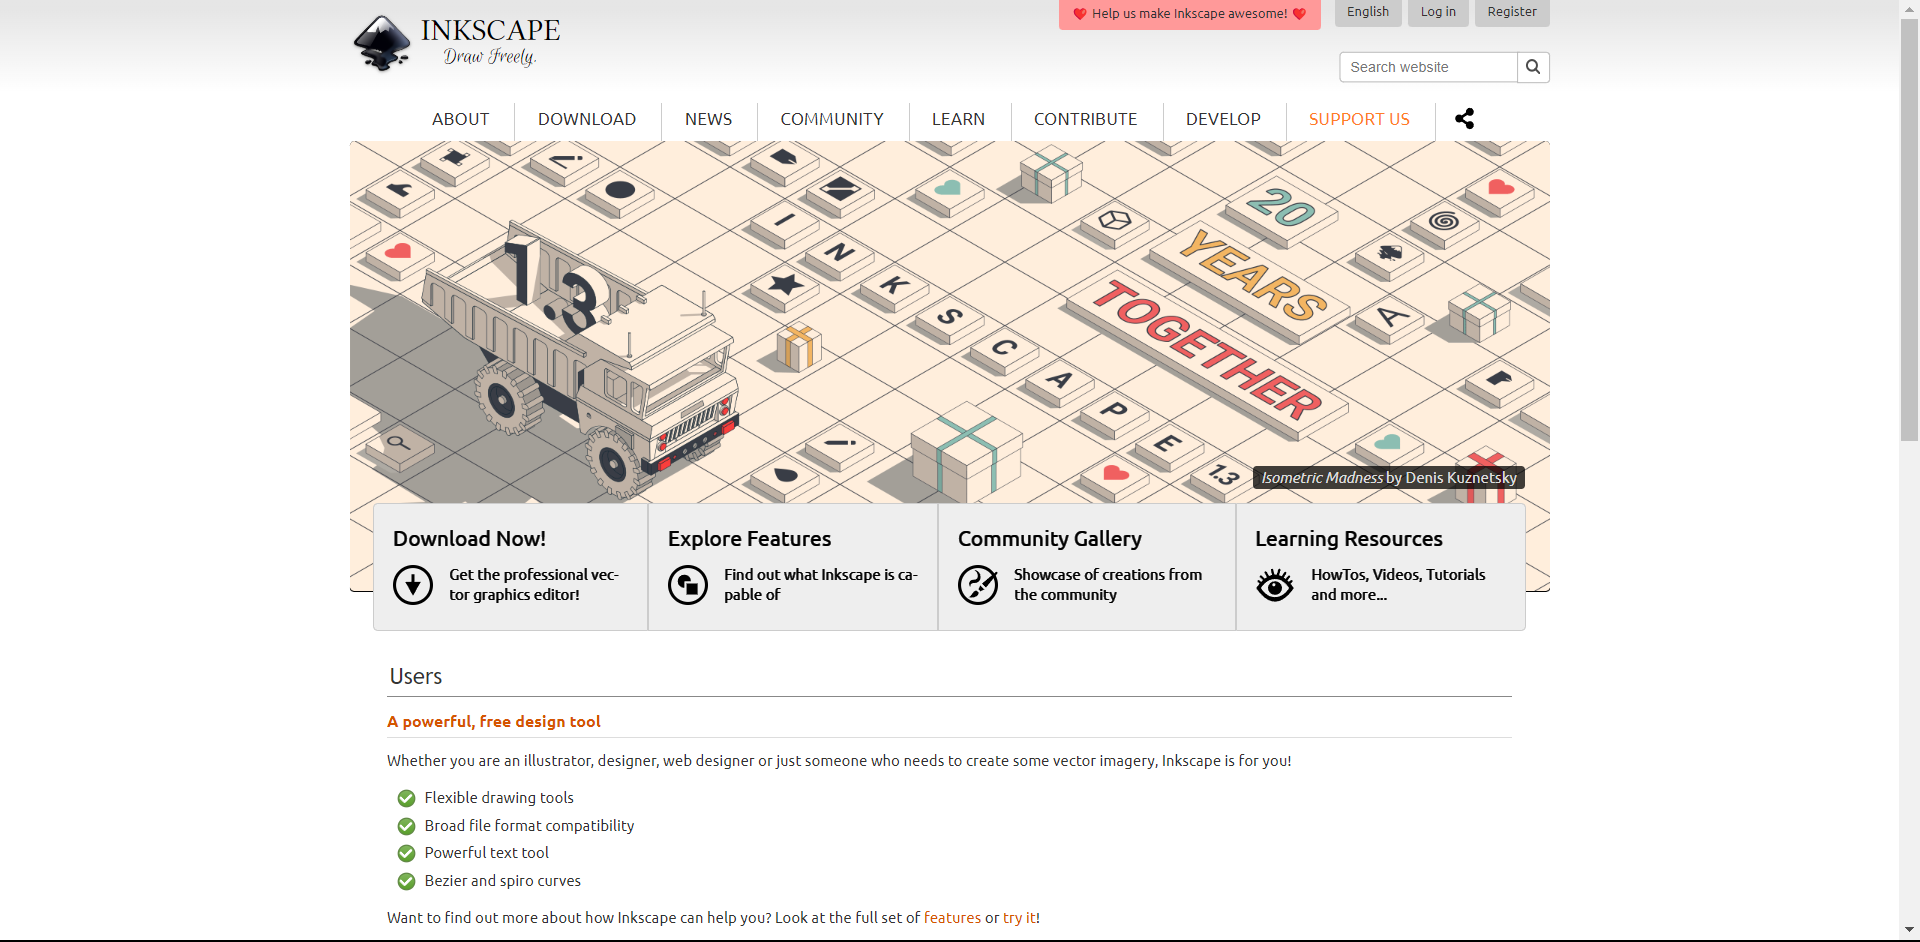 INKSCAPE
Draw Freely.
Help us make Inkscape awesome!
English
Log in
Register
Search website
ABOUT
DOWNLOAD
NEWS
COMMUNITY
LEARN
CONTRIBUTE
DEVELOP
SUPPORT US
1.3
INKSCAPE
1.3
20
YEARS
TOGETHER
A
Isometric Madness by Denis Kuznetsky
Download Now!
Get the professional vec-
tor graphics editor!
Explore Features
Find out what Inkscape is ca-
pable of
Community Gallery
Showcase of creations from
the community
Learning Resources
HowTos, Videos, Tutorials
and more...
Users
A powerful, free design tool
Whether you are an illustrator, designer, web designer or just someone who needs to create some vector imagery, Inkscape is for you!
Flexible drawing tools
Broad file format compatibility
Powerful text tool
Bezier and spiro curves
Want to find out more about how Inkscape can help you? Look at the full set of features or try it!